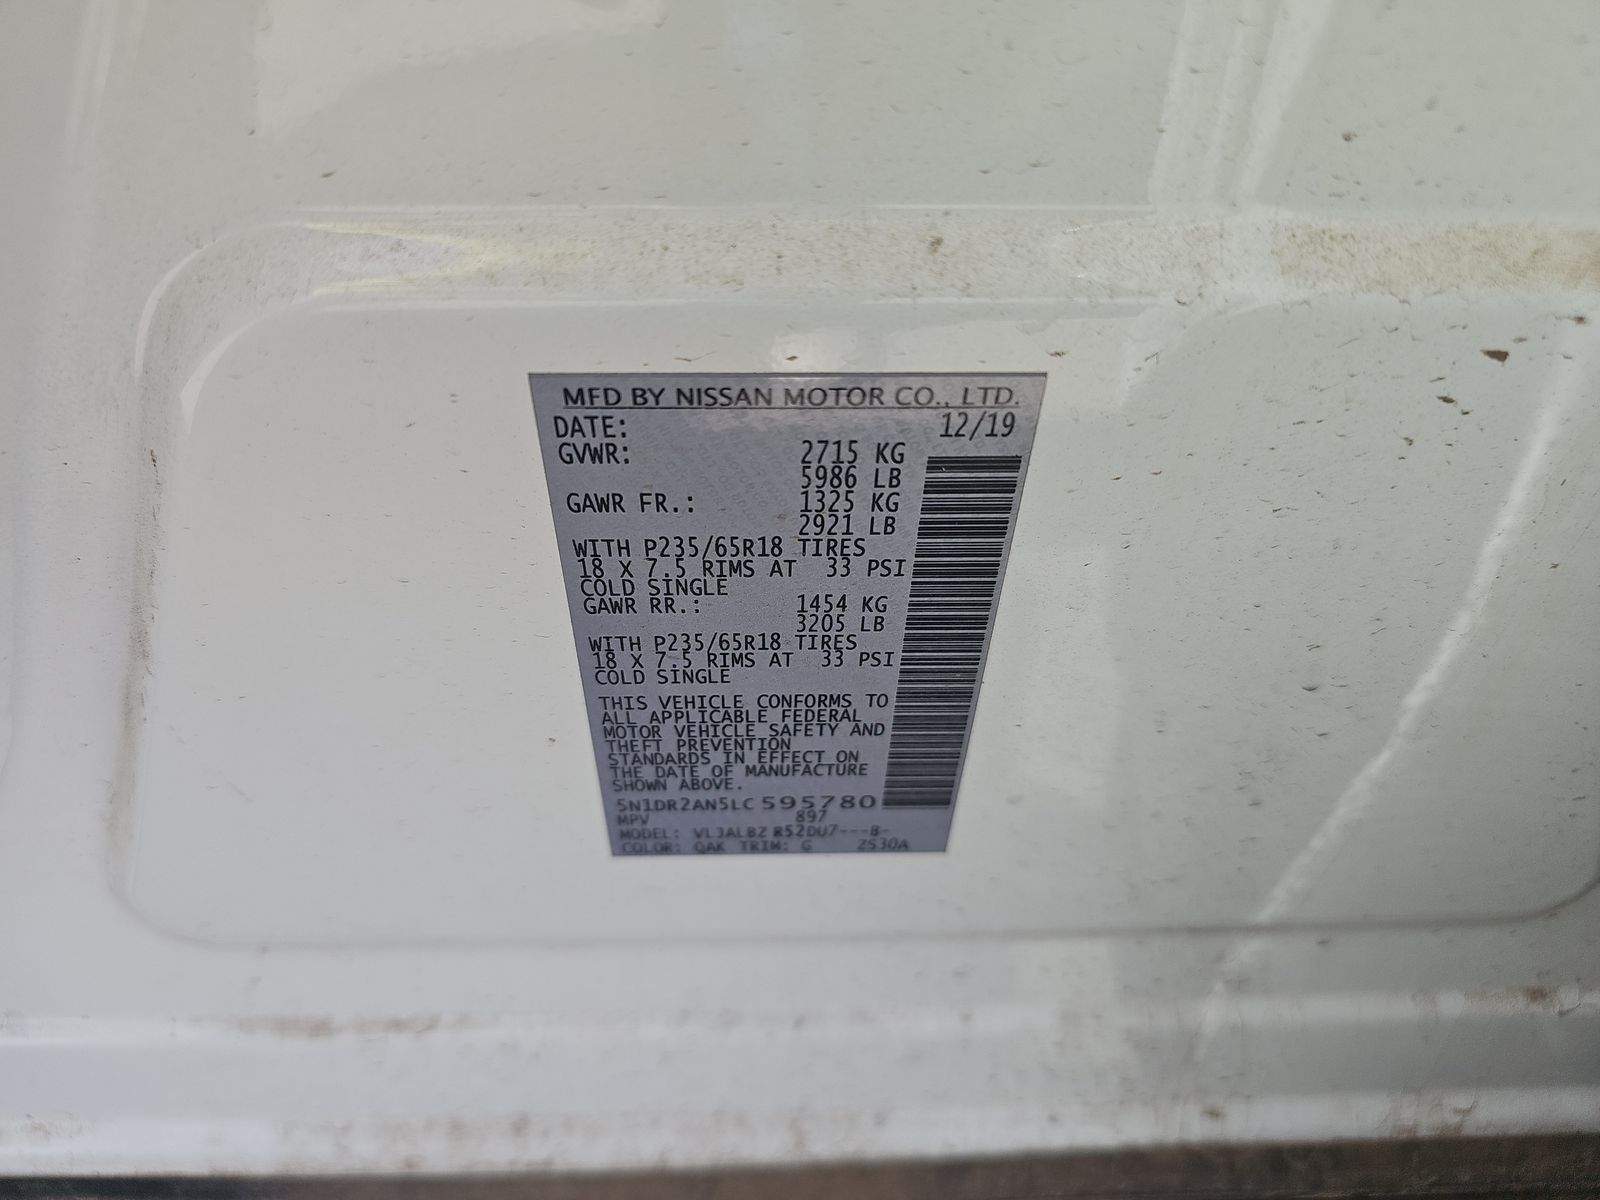 MFD BY NISSAN MOTOR CO., LTD.
DATE: 12/19
GVWR: 2715 KG
5986 LB
GAWR FR.: 1325 KG
2921 LB
WITH P235/65R18 TIRES
18 X 7.5 RIMS AT 33 PSI
COLD SINGLE
GAWR RR.: 1454 KG
3205 LB
WITH P235/65R18 TIRES
18 X 7.5 RIMS AT 33 PSI
COLD SINGLE
THIS VEHICLE CONFORMS TO
ALL APPLICABLE FEDERAL
MOTOR VEHICLE SAFETY AND
THEFT PREVENTION
STANDARDS IN EFFECT ON
THE DATE OF MANUFACTURE
SHOWN ABOVE.
5N1DR2AN5LC595780
MPV 897
MODEL: VL3ALBZ R52DU7---B-
COLOR: QAK TRIM: G ZS30A